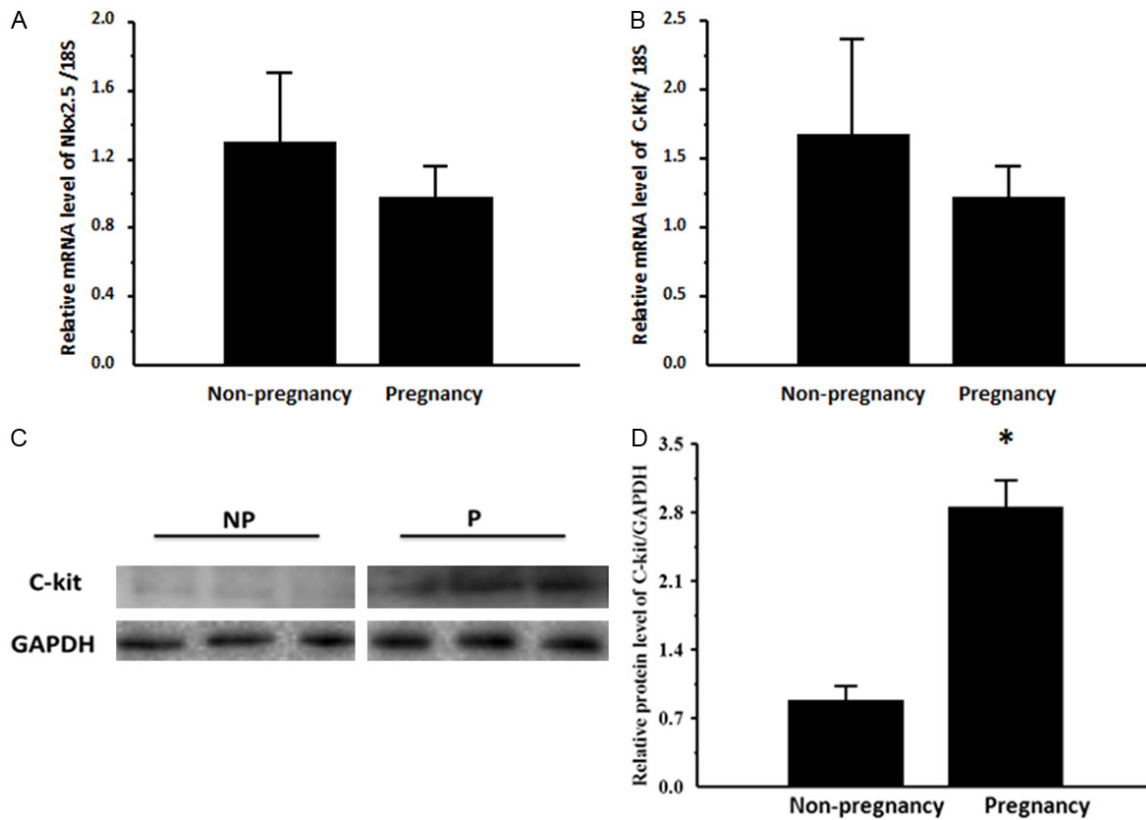 A
Relative mRNA level of Nkx2.5 /18S
2.0
1.6
1.2
0.8
0.4
0.0
Non-pregnancy Pregnancy
B
Relative mRNA level of C-Kit/ 18S
2.5
2.0
1.5
1.0
0.5
0.0
Non-pregnancy Pregnancy
C
NP P
C-kit
GAPDH
D
Relative protein level of C-kit/GAPDH
3.5
2.8
2.1
1.4
0.7
0.0
*
Non-pregnancy Pregnancy